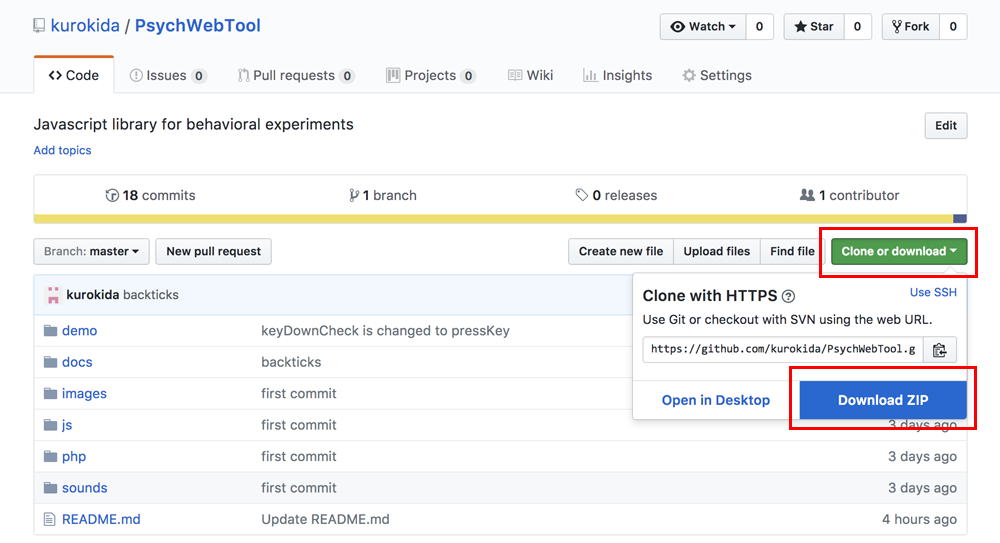 kurokida / PsychWebTool
Watch 0 Star 0 Fork 0
Code Issues 0 Pull requests 0 Projects 0 Wiki Insights Settings
Javascript library for behavioral experiments
Edit
Add topics
18 commits 1 branch 0 releases 1 contributor
Branch: master New pull request Create new file Upload files Find file Clone or download
kurokida backticks
Clone with HTTPS ? Use SSH
Use Git or checkout with SVN using the web URL.
https://github.com/kurokida/PsychWebTool.g
Open in Desktop Download ZIP
demo keyDownCheck is changed to pressKey
docs backticks
images first commit
js first commit 3 days ago
php first commit 3 days ago
sounds first commit 3 days ago
README.md Update README.md 4 hours ago